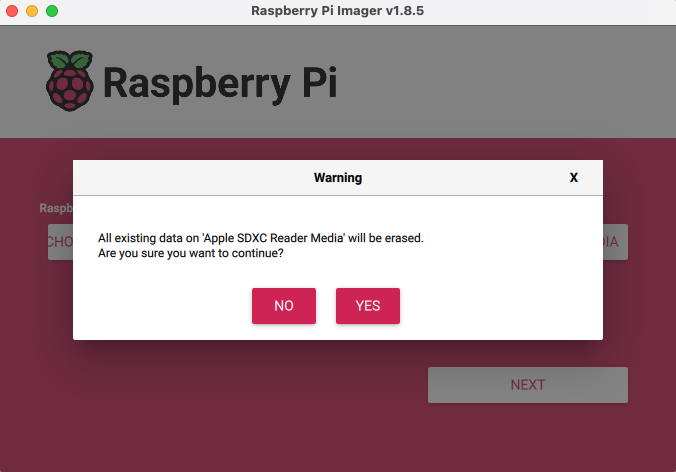 Raspberry Pi Imager v1.8.5
Raspberry Pi
Warning
X
Raspb
All existing data on 'Apple SDXC Reader Media' will be erased.
CHO
DIA
Are you sure you want to continue?
NO
YES
NEXT